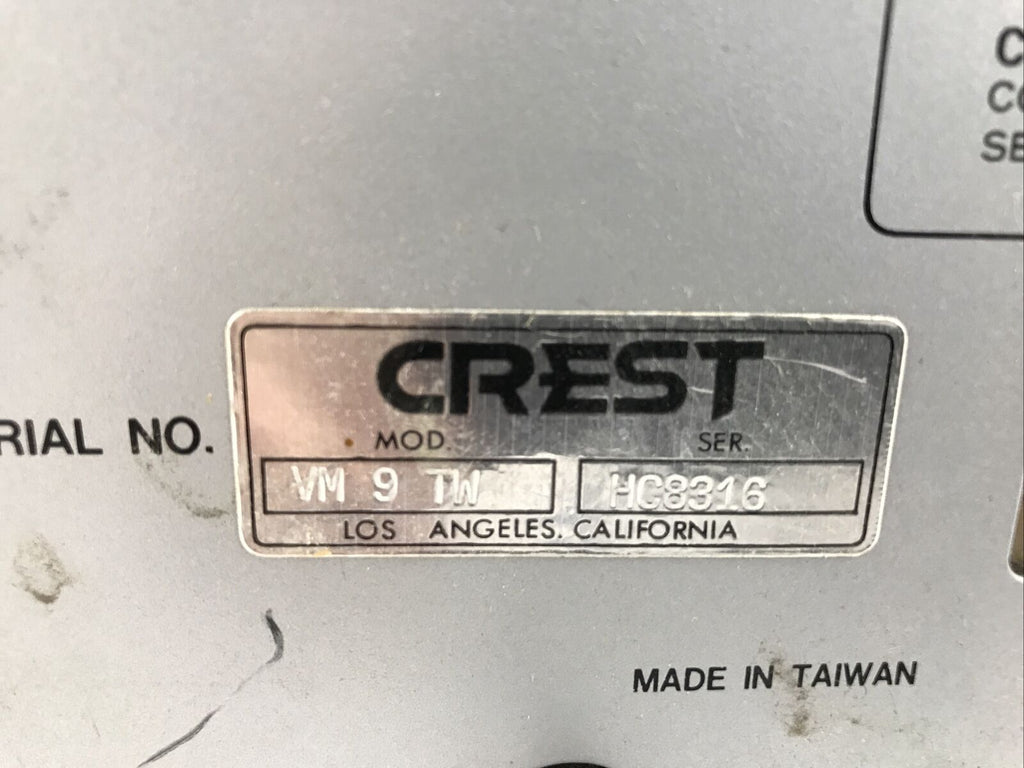 CREST
MOD. SER.
RIAL NO.
VM 9 TW HC8316
LOS ANGELES. CALIFORNIA
MADE IN TAIWAN